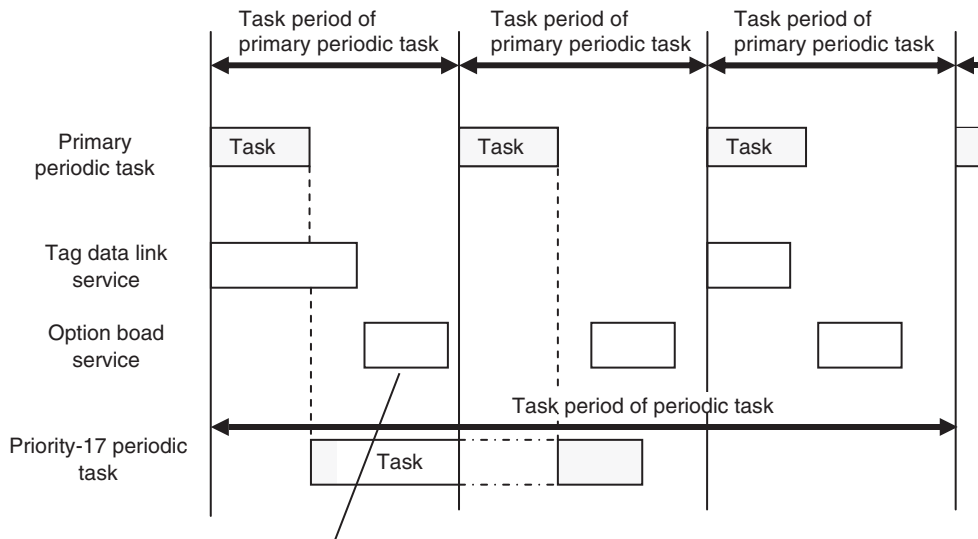 Task period of
primary periodic task
Task period of
primary periodic task
Task period of
primary periodic task
Primary
periodic task
Task
Task
Task
Tag data link
service
Option boad
service
Task period of periodic task
Priority-17 periodic
task
Task